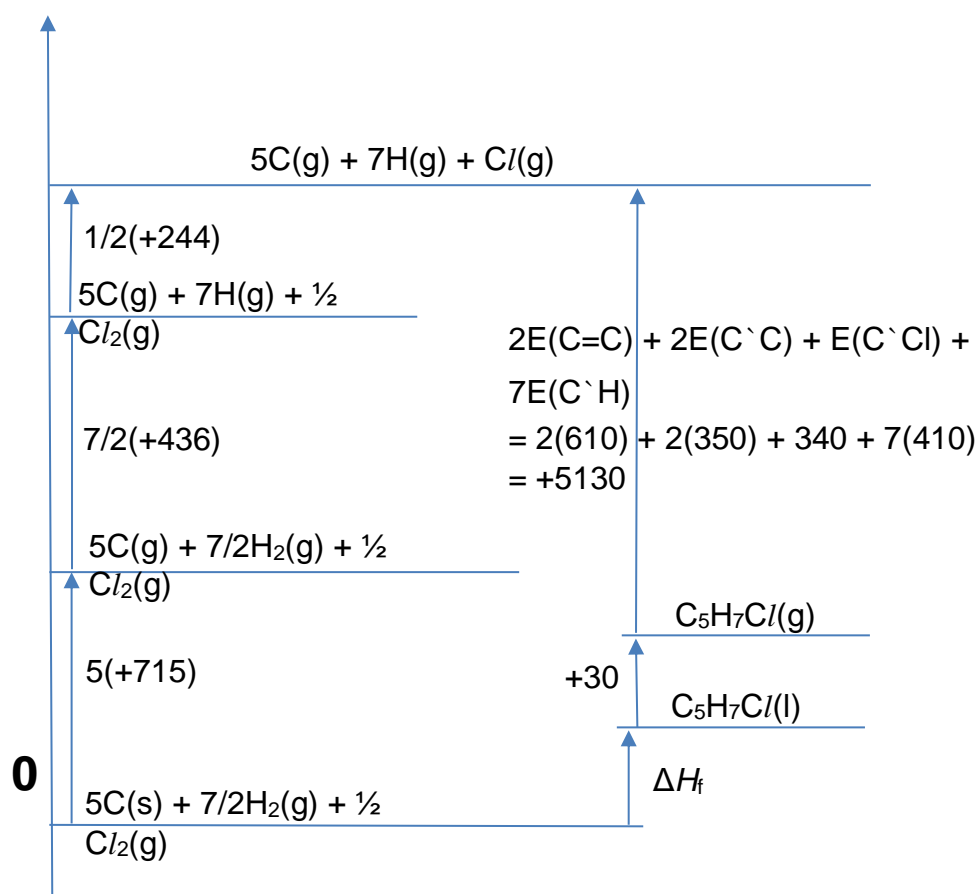 5C(g) + 7H(g) + Cl(g)
1/2(+244)
5C(g) + 7H(g) + ½
Cl₂(g)
2E(C=C) + 2E(C`C) + E(C`Cl) +
7E(C`H)
= 2(610) + 2(350) + 340 + 7(410)
= +5130
7/2(+436)
5C(g) + 7/2H₂(g) + ½
Cl₂(g)
C₅H₇Cl(g)
5(+715)
+30
C₅H₇Cl(l)
0
ΔHf
5C(s) + 7/2H₂(g) + ½
Cl₂(g)